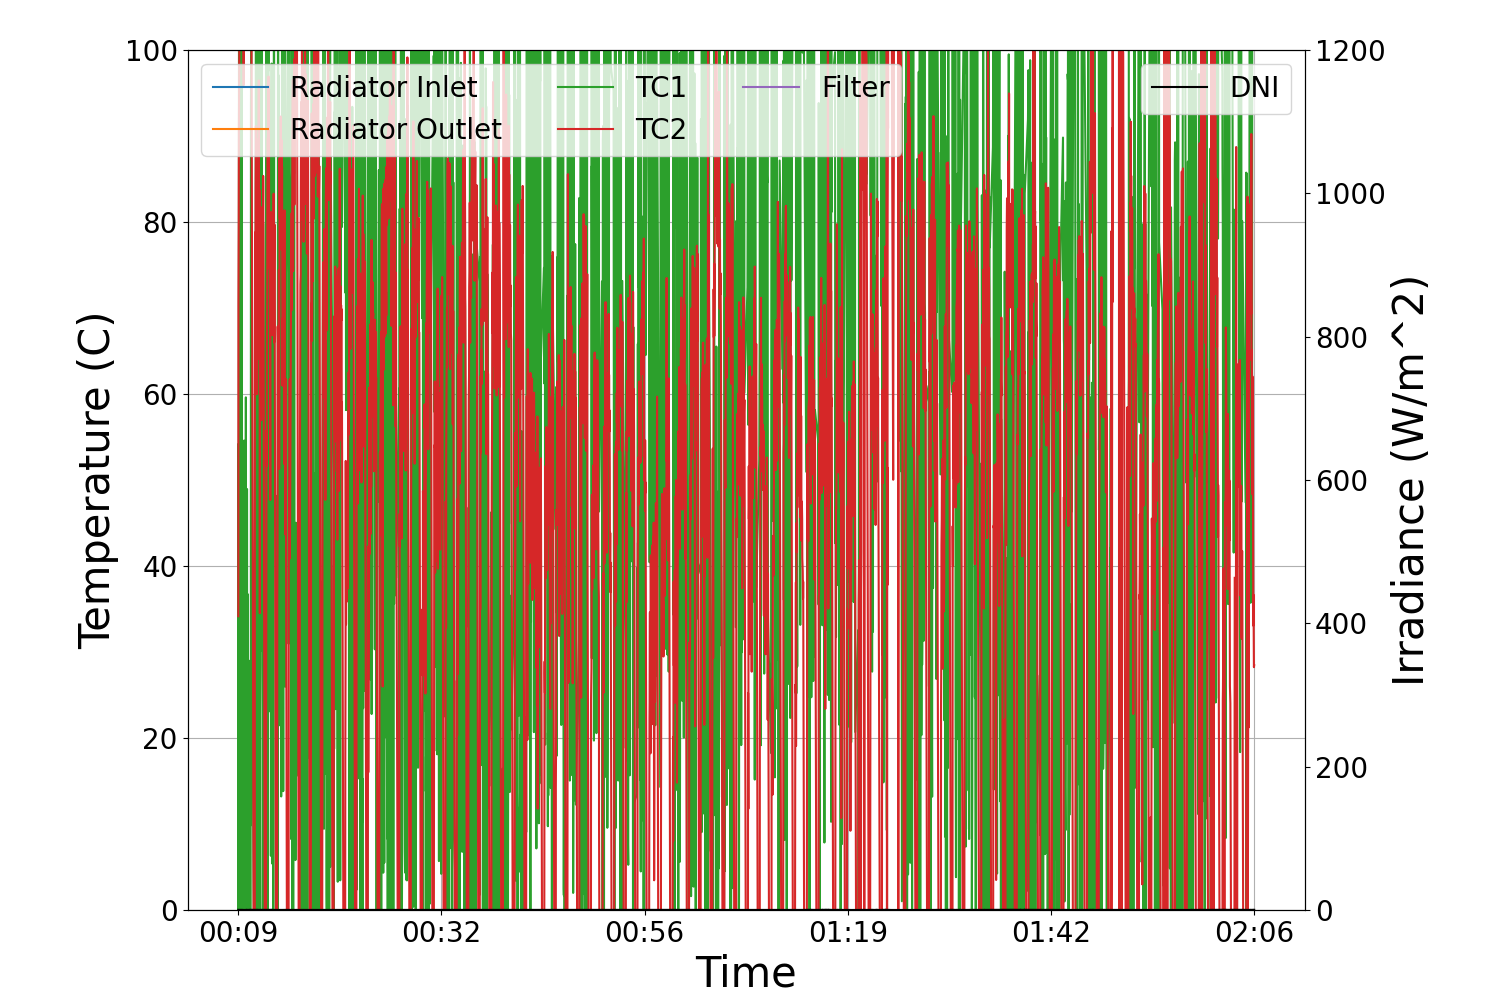 Radiator Inlet
Radiator Outlet
TC1
TC2
Filter
DNI
Temperature (C)
100
80
60
40
20
0
1200
1000
800
600
400
200
0
Irradiance (W/m^2)
00:09 00:32 00:56 01:19 01:42 02:06
Time